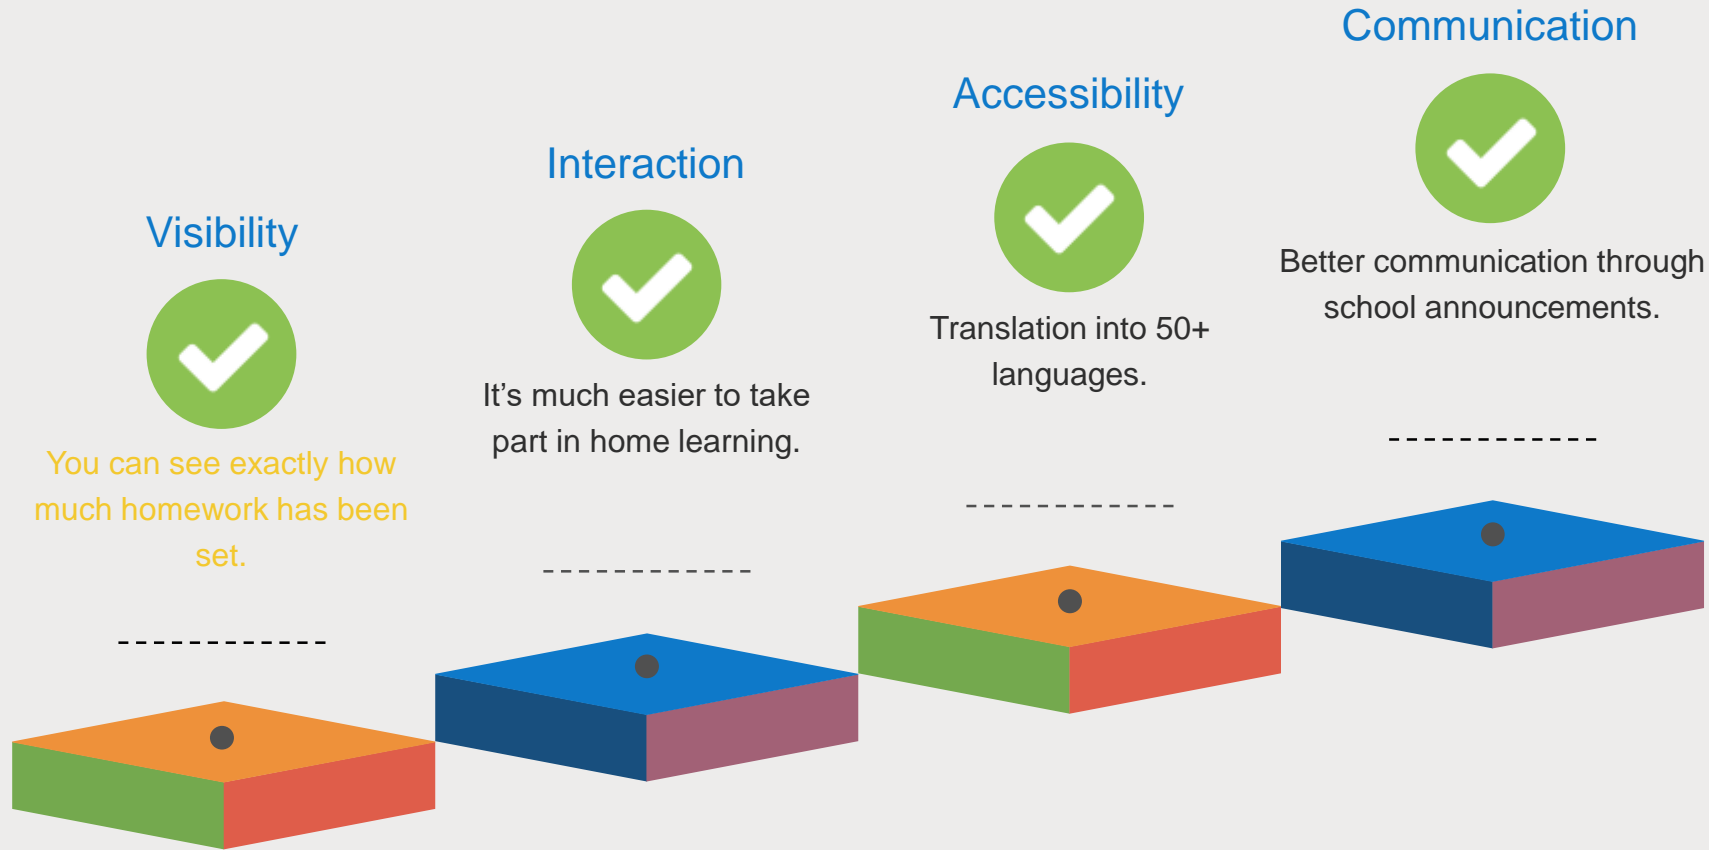 Visibility
You can see exactly how
much homework has been
set.
Interaction
It's much easier to take
part in home learning.
Accessibility
Translation into 50+
languages.
Communication
Better communication through
school announcements.